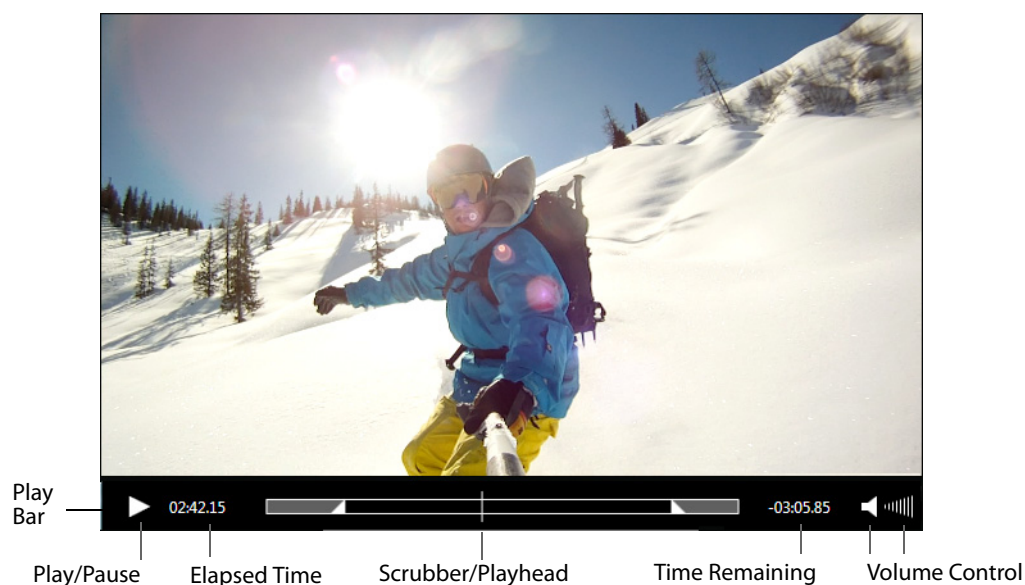 Play
Bar
02:42.15
-03:05.85
Play/Pause
Elapsed Time
Scrubber/Playhead
Time Remaining
Volume Control